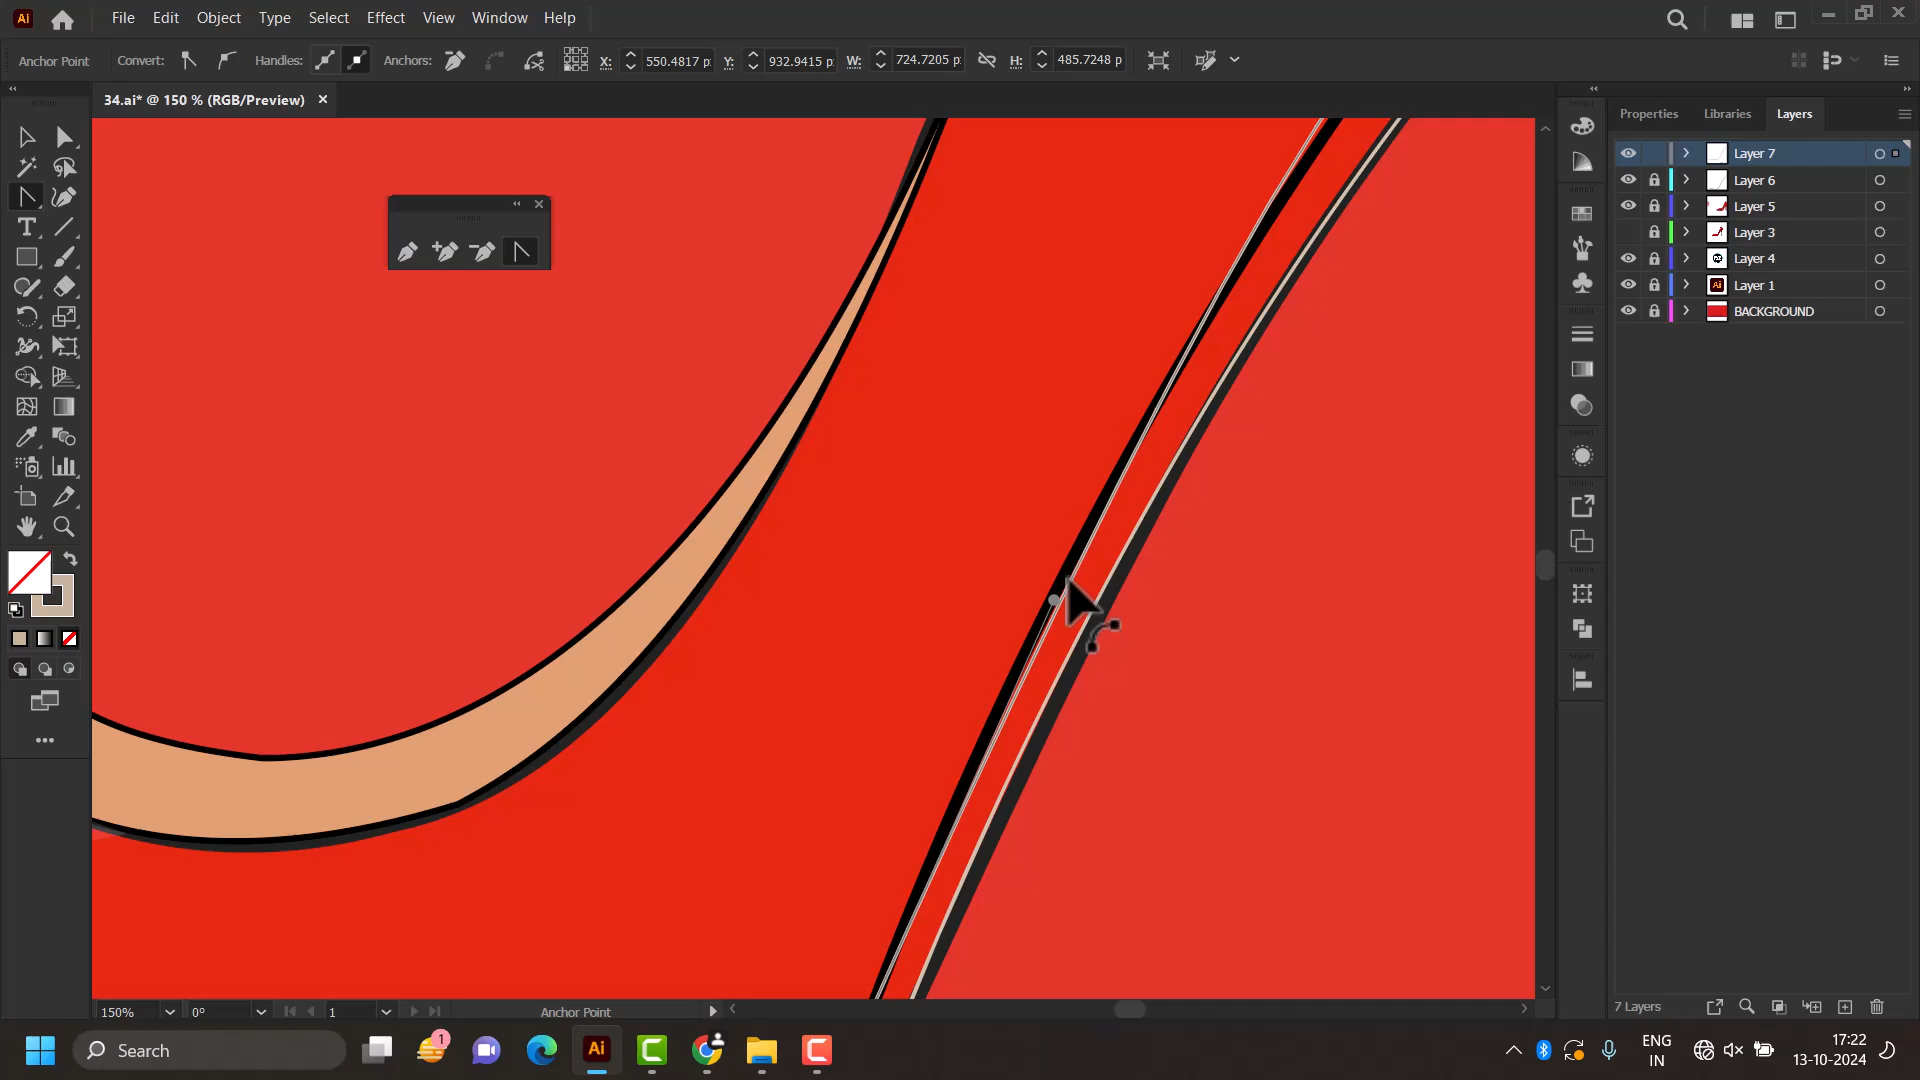 Ai File Edit Object Type Select Effect View Window Help
Anchor Point Convert: Handles: Anchors: X: 550.4817 p Y: 932.9415 p W: 724.7205 p H: 485.7248 p
34.ai* @ 150 % (RGB/Preview)
Properties Libraries Layers
Layer 7
Layer 6
Layer 5
Layer 3
Layer 4
Ai Layer 1
BACKGROUND
150% 0° 1 Anchor Point
7 Layers
Search 1 Ai
ENG
IN
17:22
13-10-2024